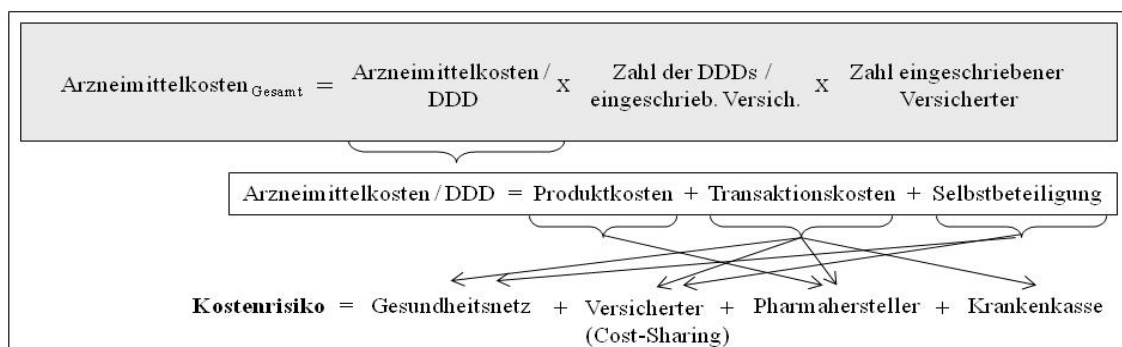 Arzneimittelkosten Gesamt = Arzneimittelkosten / DDD x Zahl der DDDs / eingeschrieb. Versich. x Zahl eingeschriebener Versicherter
Arzneimittelkosten / DDD = Produktkosten + Transaktionskosten + Selbstbeteiligung
Kostenrisiko = Gesundheitsnetz + Versicherter + Pharmahersteller + Krankenkasse
(Cost-Sharing)